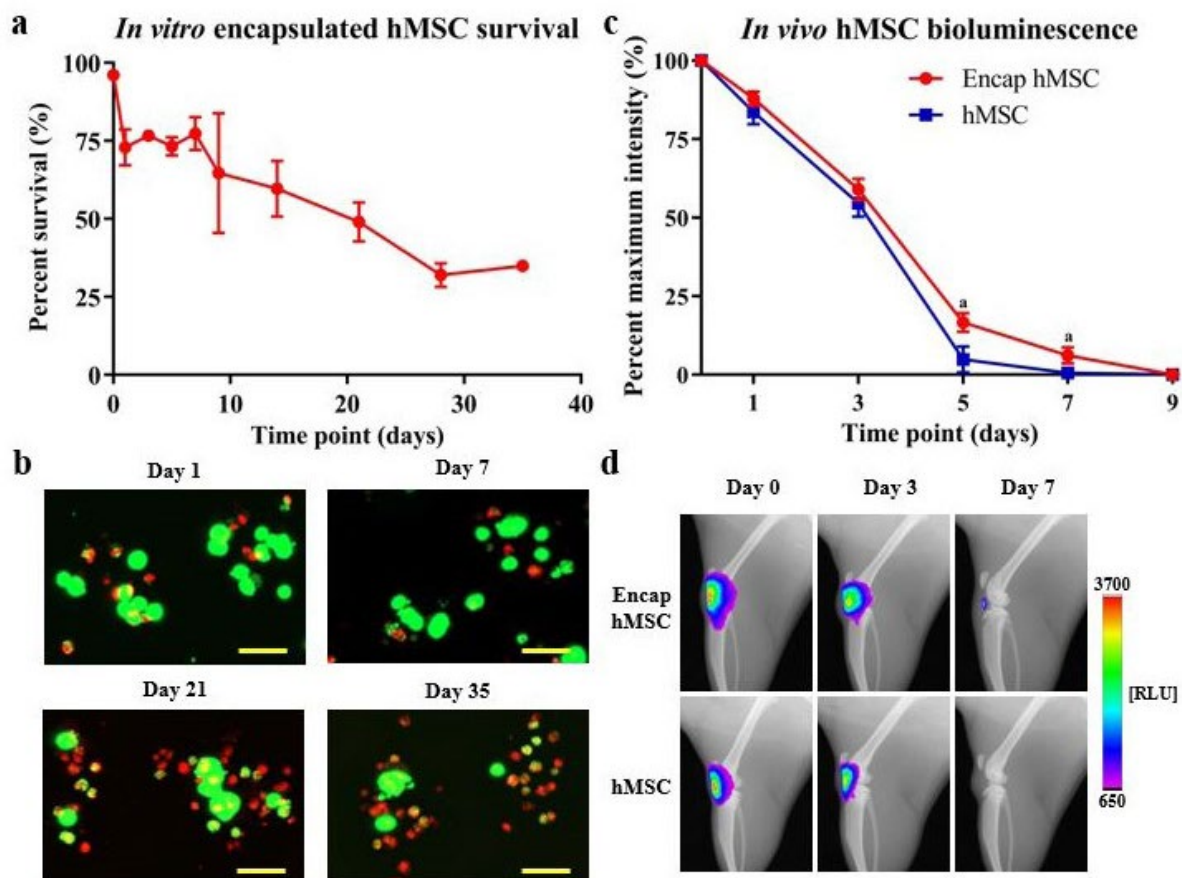 a
In vitro encapsulated hMSC survival
Percent survival (%)
100
75
50
25
0
0 10 20 30 40
Time point (days)
c
In vivo hMSC bioluminescence
Percent maximum intensity (%)
100
75
50
25
0
Encap hMSC
hMSC
a
a
1 3 5 7 9
Time point (days)
b
Day 1
Day 7
Day 21
Day 35
d
Day 0 Day 3 Day 7
Encap
hMSC
hMSC
3700
[RLU]
650